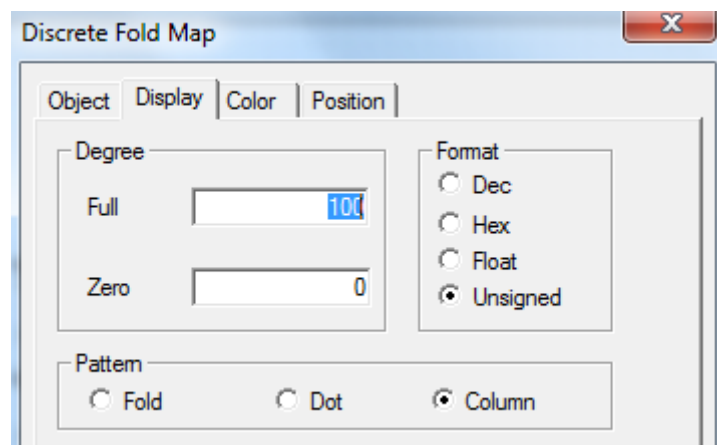 Discrete Fold Map
Object Display Color Position
Degree
Full 100
Zero 0
Format
Dec
Hex
Float
Unsigned
Pattern
Fold Dot Column